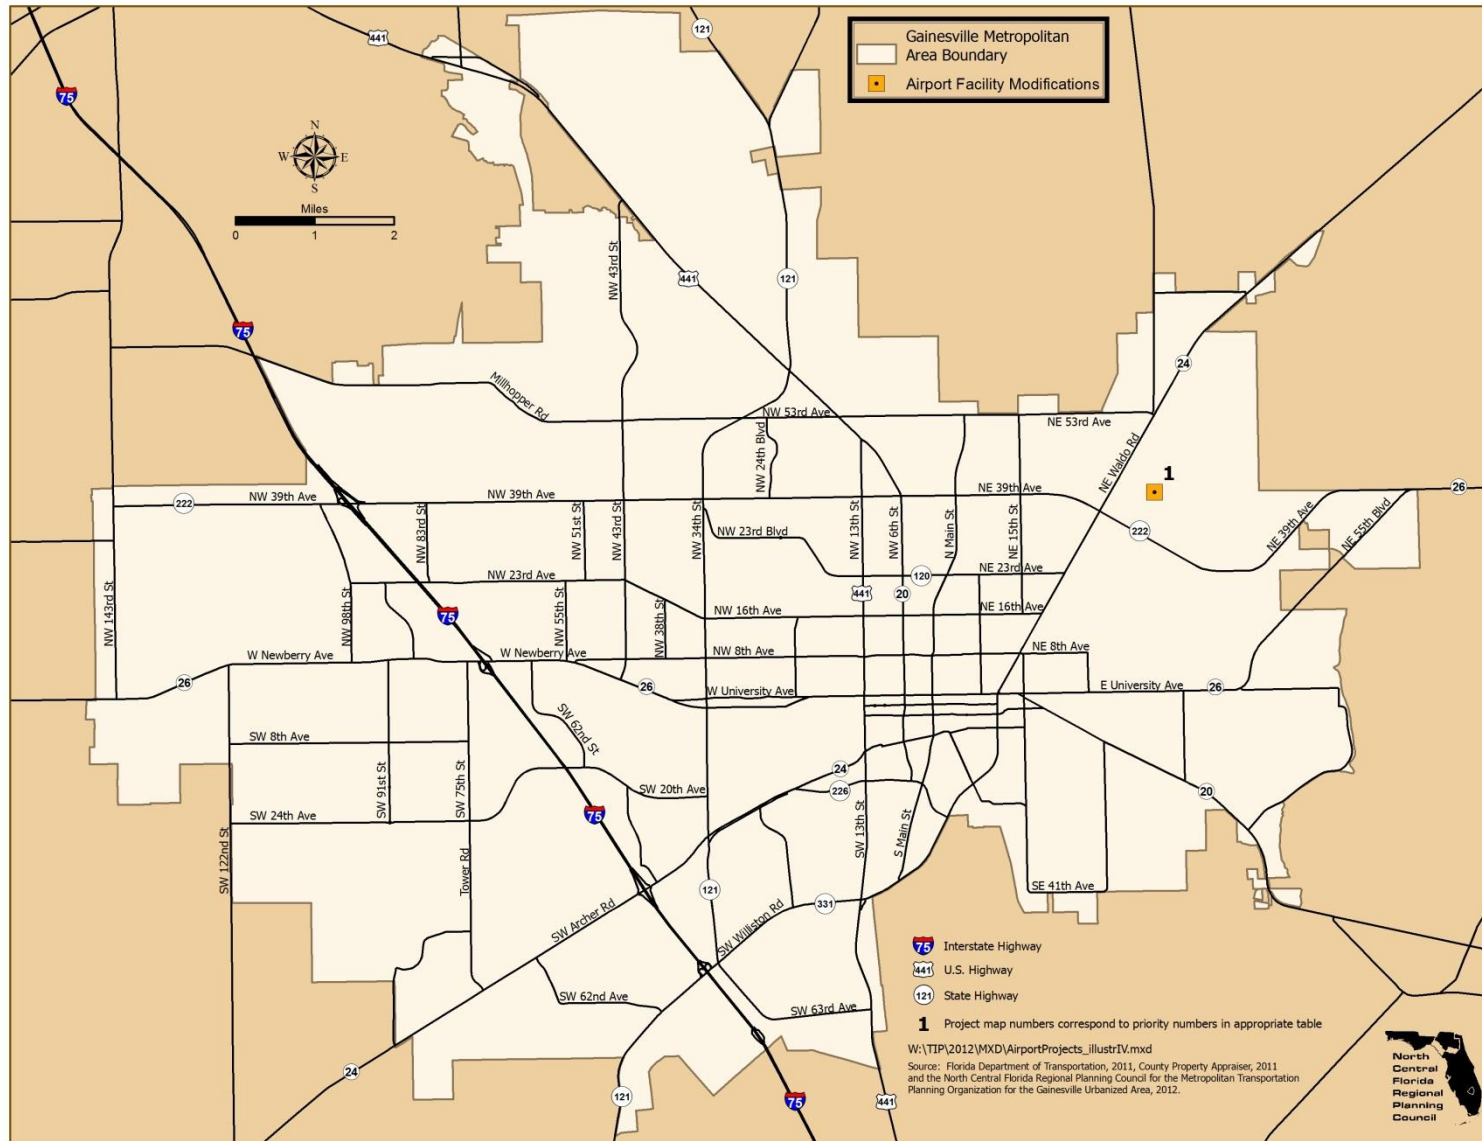 Gainesville Metropolitan
Area Boundary
Airport Facility Modifications
441
121
75
N
W E
S
Miles
0 1 2
NW 43rd St
441
121
75
24
Millhopper Rd
NW 53rd Ave
NE 53rd Ave
NW 24th Blvd
NE Waldo Rd
1
222
NW 39th Ave
NW 39th Ave
NE 39th Ave
26
NW 83rd St
NW 51st St
NW 43rd St
NW 34th St
NW 23rd Blvd
NW 13th St
NW 6th St
N Main St
NE 15th St
222
NE 39th Ave
NE 55th Blvd
NW 23rd Ave
120
NE 23rd Ave
NW 143rd St
NW 98th St
75
NW 55th St
NW 38th St
NW 16th Ave
441
20
NE 16th Ave
W Newberry Ave
W Newberry Ave
NW 8th Ave
NE 8th Ave
26
26
W University Ave
E University Ave
26
SW 62nd St
SW 8th Ave
SW 91st St
SW 75th St
24
226
SW 20th Ave
20
SW 24th Ave
75
SW 122nd St
Tower Rd
SW 13th St
S Main St
121
SE 41th Ave
SW Archer Rd
SW Williston Rd
331
SW 62nd Ave
SW 63rd Ave
24
121
75
441
75 Interstate Highway
441 U.S. Highway
121 State Highway
1 Project map numbers correspond to priority numbers in appropriate table
W:\TIP\2012\MXD\AirportProjects_illustrIV.mxd
Source: Florida Department of Transportation, 2011, County Property Appraiser, 2011
and the North Central Florida Regional Planning Council for the Metropolitan Transportation
Planning Organization for the Gainesville Urbanized Area, 2012.
North
Central
Florida
Regional
Planning
Council